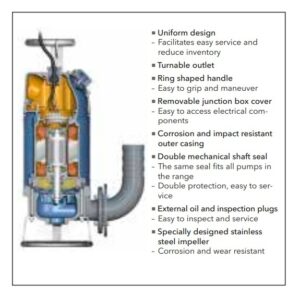 ▪ Uniform design
- Facilitates easy service and
reduce inventory
▪ Turnable outlet
▪ Ring shaped handle
- Easy to grip and maneuver
▪ Removable junction box cover
- Easy to access electrical com-
ponents
▪ Corrosion and impact resistant
outer casing
▪ Double mechanical shaft seal
- The same seal fits all pumps in
the range
- Double protection, easy to ser-
vice
▪ External oil and inspection plugs
- Easy to inspect and service
▪ Specially designed stainless
steel impeller
- Corrosion and wear resistant